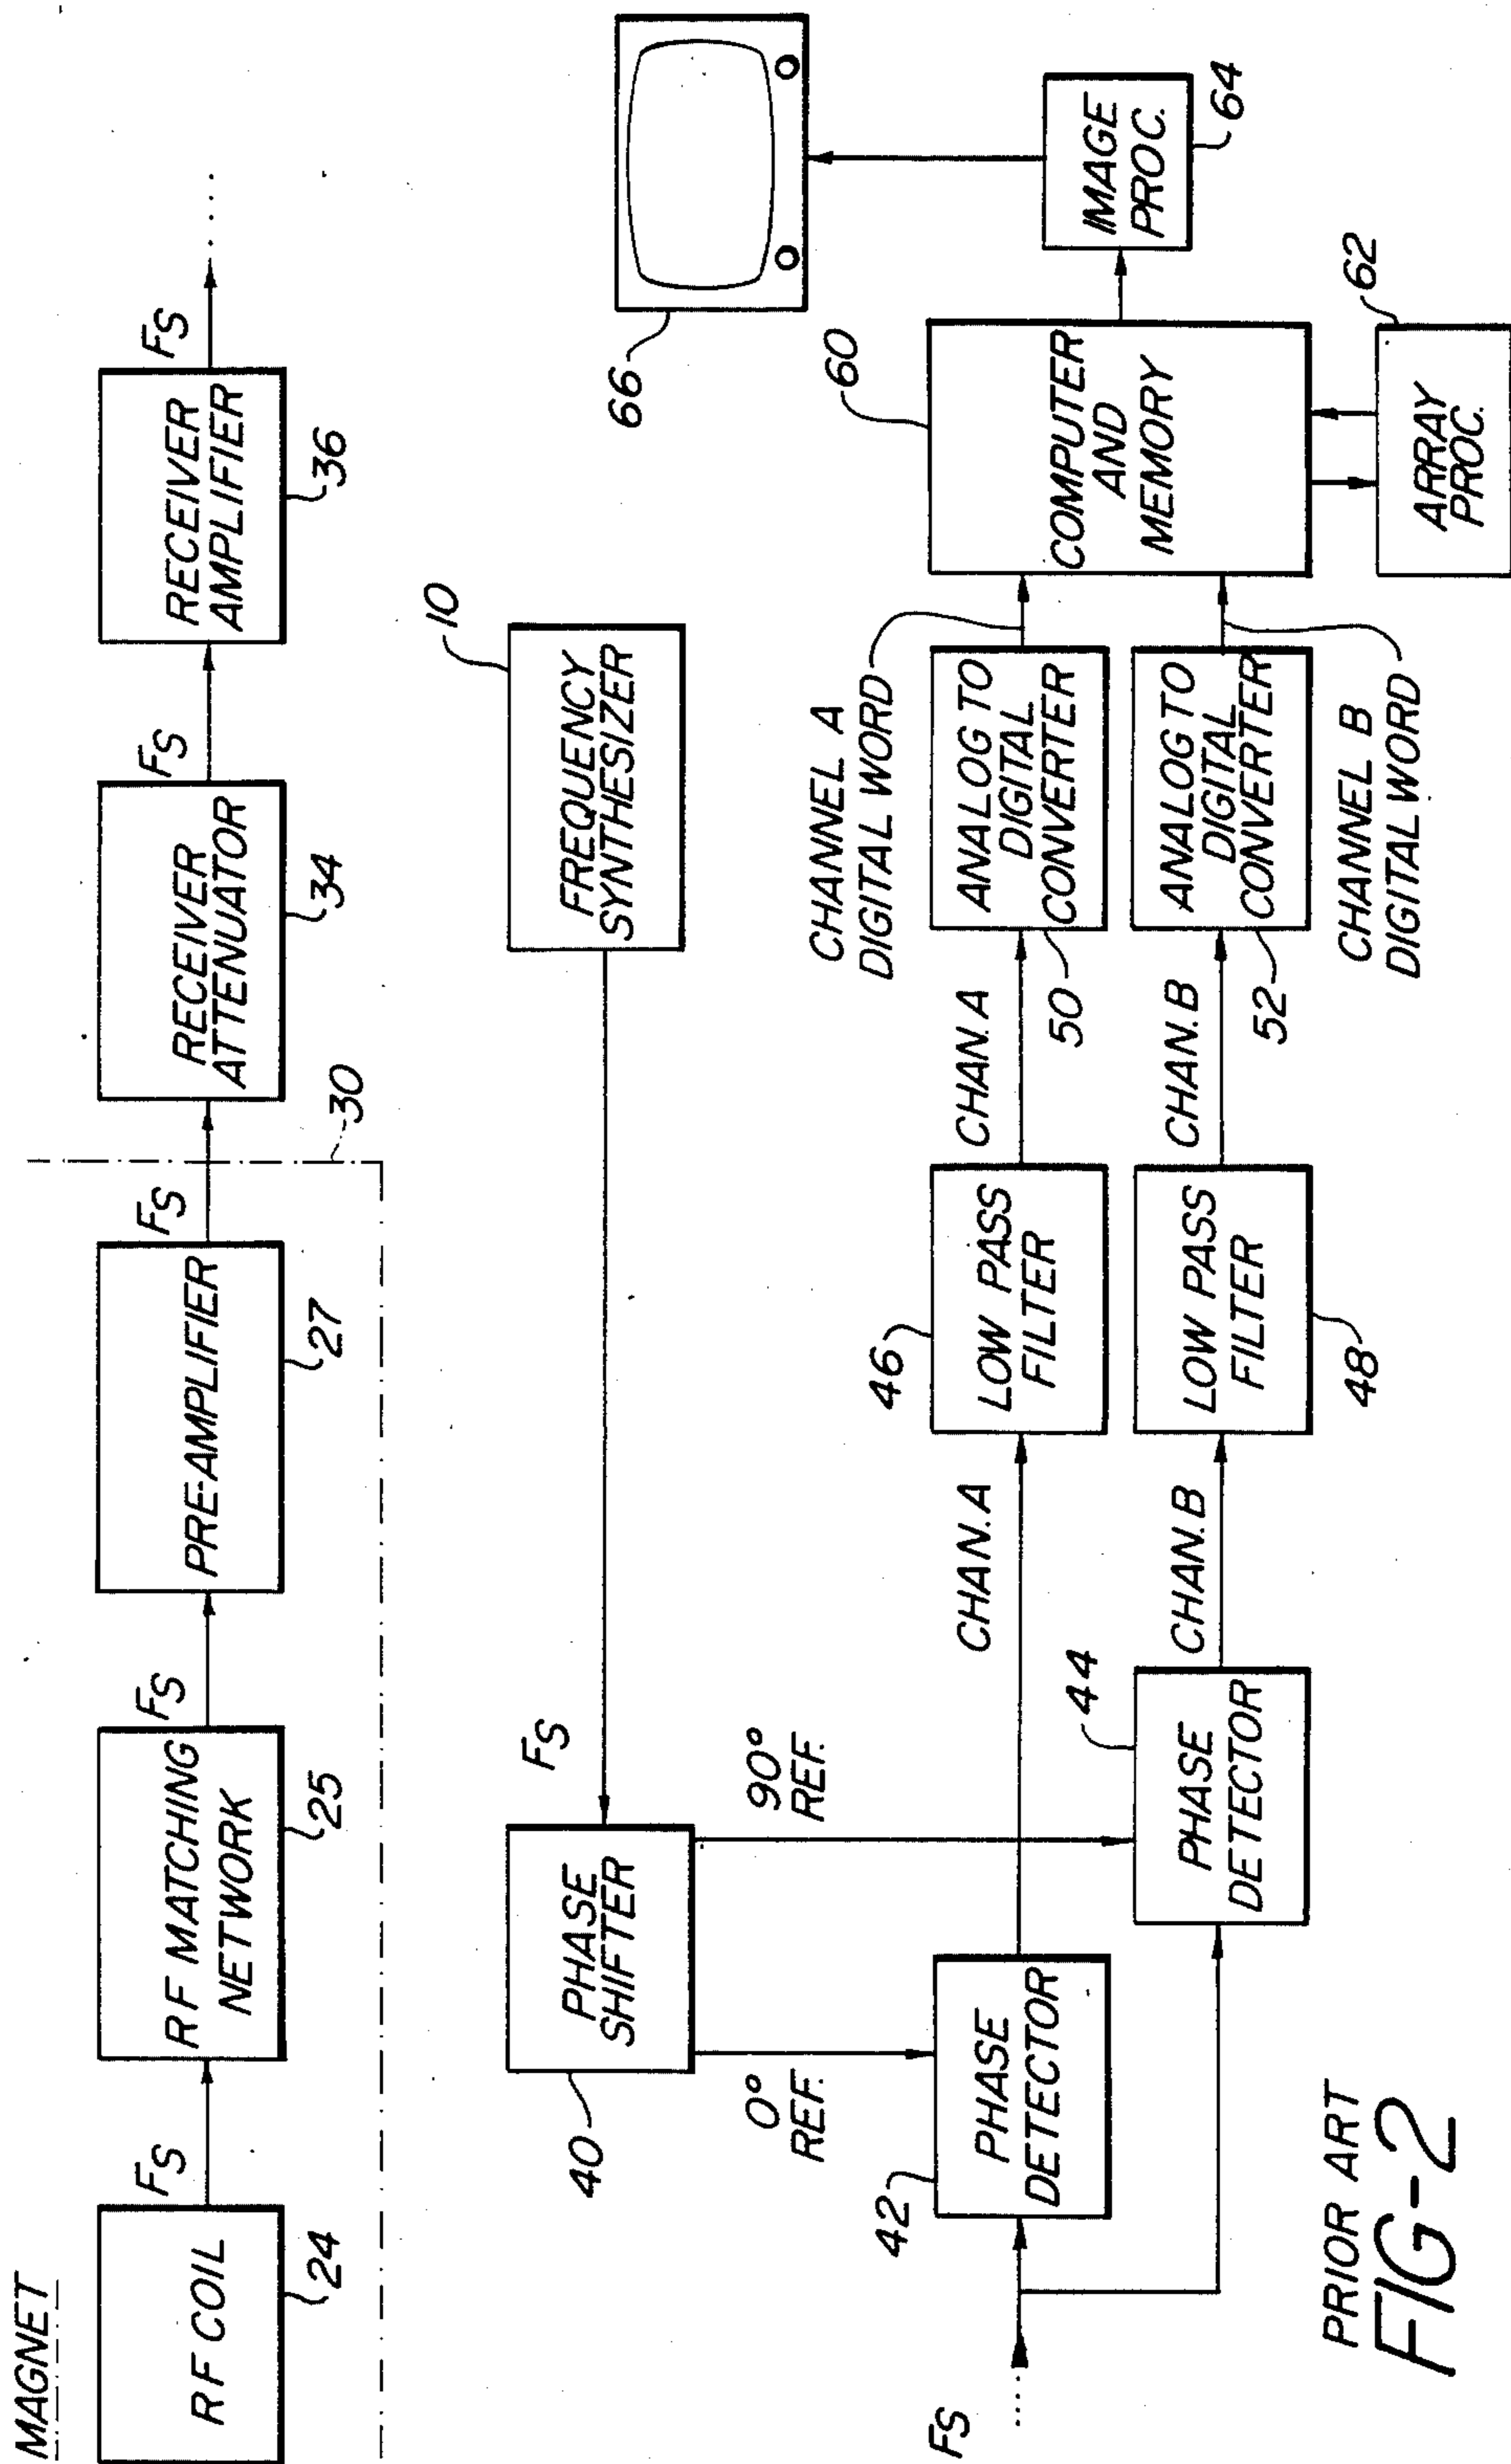 MAGNET
RF COIL
24
FS
RF MATCHING
NETWORK
25
FS
PRE-AMPLIFIER
27
FS
30
RECEIVER
ATTENUATOR
34
FS
RECEIVER
AMPLIFIER
36
FS
....
FREQUENCY
SYNTHESIZER
10
FS
PHASE
SHIFTER
40
0°
REF.
90°
REF.
FS
....
PHASE
DETECTOR
42
PHASE
DETECTOR
44
CHAN. A
CHAN. B
LOW PASS
FILTER
46
LOW PASS
FILTER
48
CHAN. A
CHAN. B
ANALOG TO
DIGITAL
CONVERTER
50
ANALOG TO
DIGITAL
CONVERTER
52
CHANNEL A
DIGITAL WORD
CHANNEL B
DIGITAL WORD
COMPUTER
AND
MEMORY
60
ARRAY
PROC.
62
IMAGE
PROC.
64
66
PRIOR ART
FIG-2